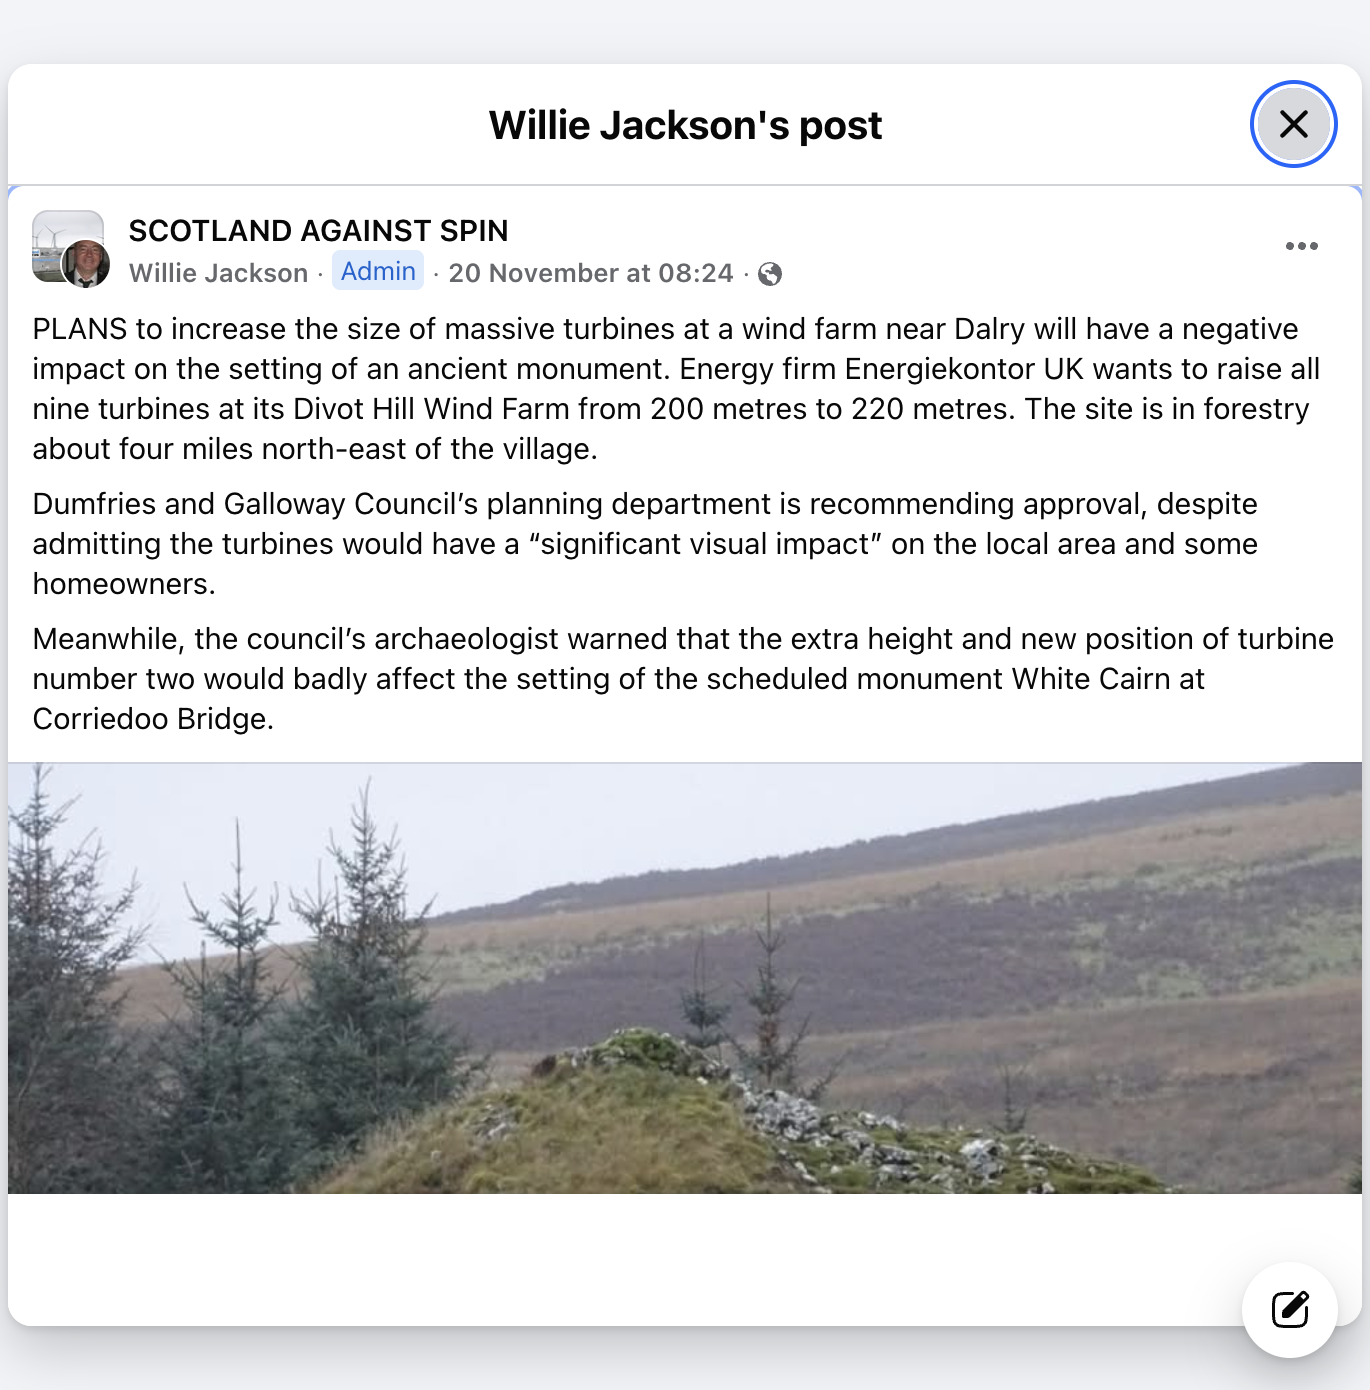 Willie Jackson's post
SCOTLAND AGAINST SPIN
Willie Jackson · Admin · 20 November at 08:24 ·
PLANS to increase the size of massive turbines at a wind farm near Dalry will have a negative
impact on the setting of an ancient monument. Energy firm Energiekontor UK wants to raise all
nine turbines at its Divot Hill Wind Farm from 200 metres to 220 metres. The site is in forestry
about four miles north-east of the village.
Dumfries and Galloway Council’s planning department is recommending approval, despite
admitting the turbines would have a “significant visual impact” on the local area and some
homeowners.
Meanwhile, the council’s archaeologist warned that the extra height and new position of turbine
number two would badly affect the setting of the scheduled monument White Cairn at
Corriedoo Bridge.